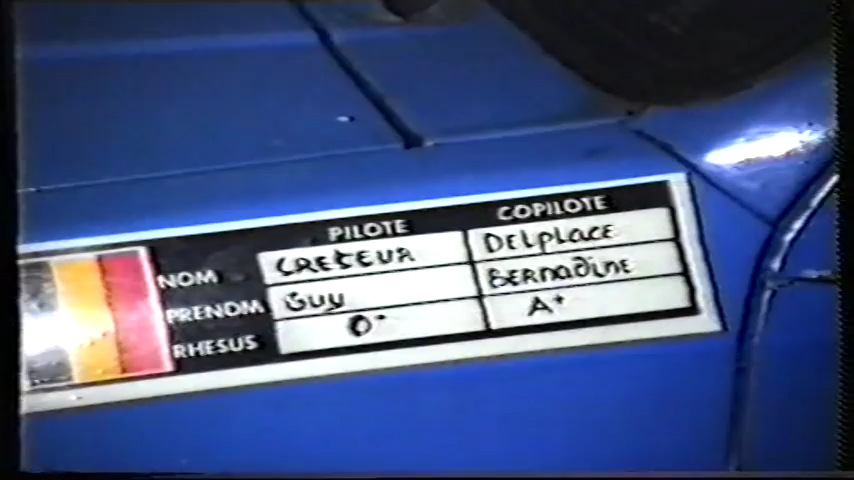 PILOTE COPILOTE
NOM CRETEUR DELPLACE
PRENOM GUY BERNADINE
RHESUS O- A+